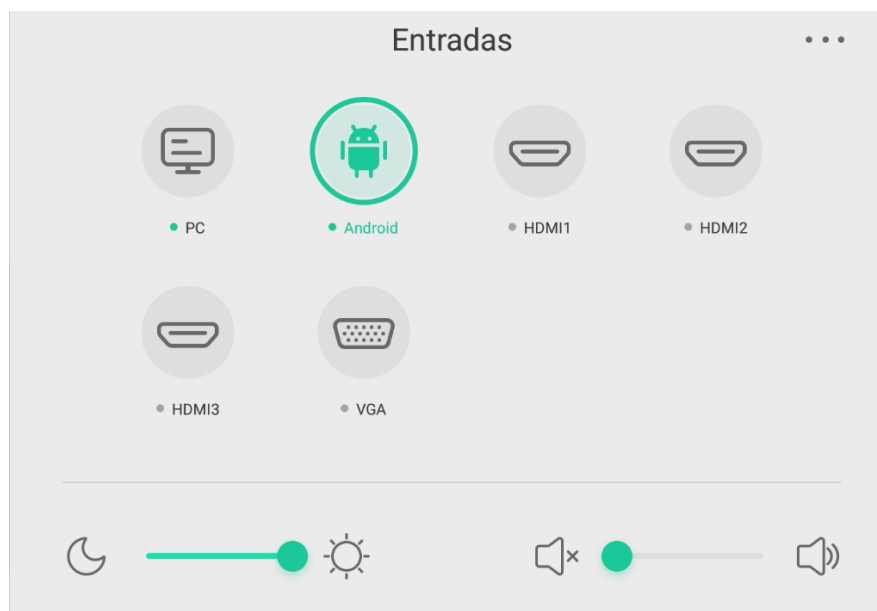 Entradas
PC
Android
HDMI1
HDMI2
HDMI3
VGA